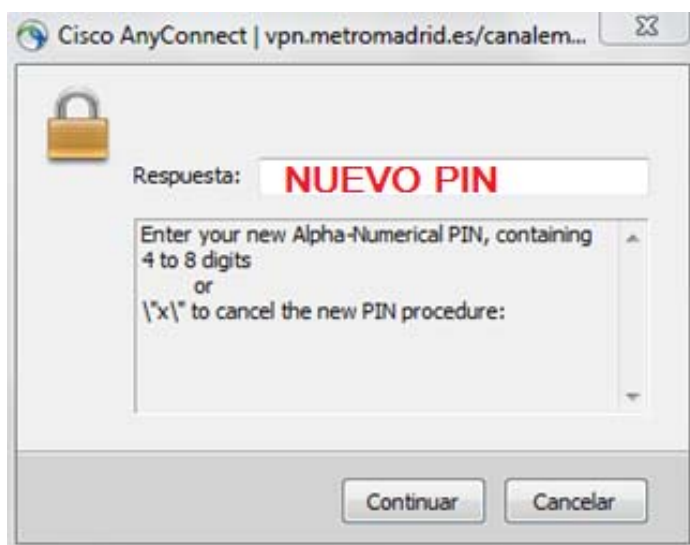 Cisco AnyConnect | vpn.metromadrid.es/canalem...
Respuesta: NUEVO PIN
Enter your new Alpha-Numerical PIN, containing
4 to 8 digits
or
\"x\" to cancel the new PIN procedure:
Continuar Cancelar